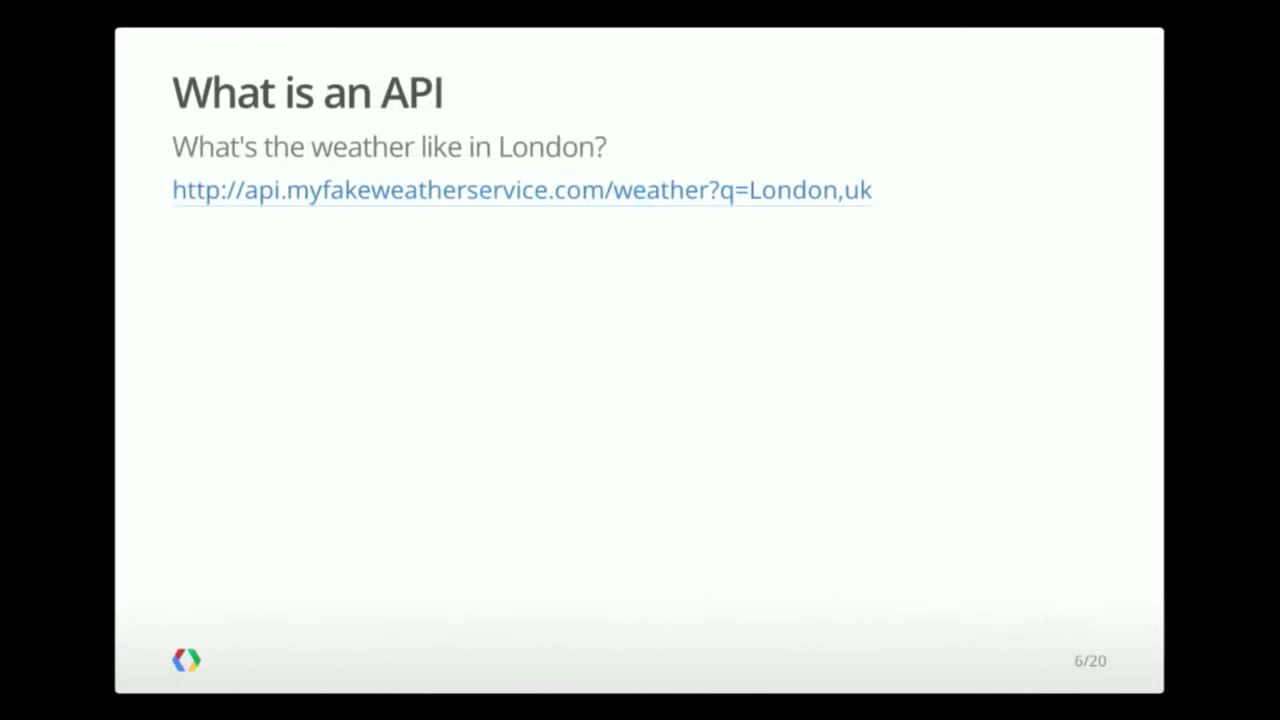 What is an API
What's the weather like in London?
http://api.myfakeweatherservice.com/weather?q=London,uk
6/20